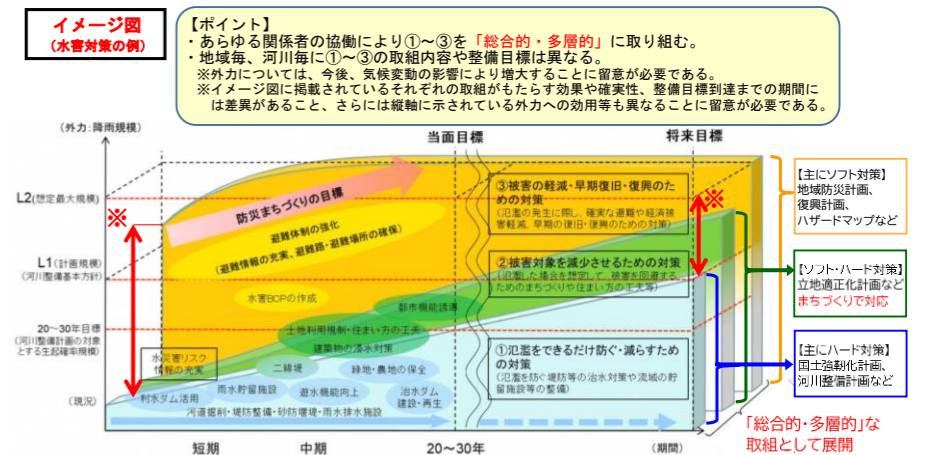 イメージ図
(水害対策の例)
【ポイント】
・あらゆる関係者の協働により①～③を「総合的・多層的」に取り組む。
・地域毎、河川毎に①～③の取組内容や整備目標は異なる。
※外力については、今後、気候変動の影響により増大することに留意が必要である。
※イメージ図に掲載されているそれぞれの取組がもたらす効果や確実性、整備目標到達までの期間に
は差異があること、さらには縦軸に示されている外力への効用等も異なることに留意が必要である。
(外力:降雨規模)
当面目標
将来目標
L2(想定最大規模)
※
防災まちづくりの目標
避難体制の強化
(避難情報の充実、避難路・避難場所の確保)
③被害の軽減・早期復旧・復興のた
めの対策
(氾濫の発生に際し、確実な避難や経済被
害軽減、早期の復旧・復興のための対策)
※
【主にソフト対策】
地域防災計画、
復興計画、
ハザードマップなど
L1(計画規模)
(河川整備基本方針)
②被害対象を減少させるための対策
(氾濫した場合を想定して、被害を回避する
ためのまちづくりや住まい方の工夫等)
【ソフト・ハード対策】
立地適正化計画など
まちづくりで対応
水害BCPの作成
都市機能誘導
20～30年目標
(河川整備計画の対象
とする生起確率規模)
土地利用規制・住まい方の工夫
建築物の浸水対策
①氾濫をできるだけ防ぐ・減らすため
の対策
(氾濫を防ぐ堤防等の治水対策や流域の貯
留施設等の整備)
【主にハード対策】
国土強靱化計画、
河川整備計画など
水災害リスク
情報の充実
二線堤
緑地・農地の保全
(現況)
利水ダム活用
雨水貯留施設
遊水機能向上
治水ダム
建設・再生
河道掘削・堤防整備・砂防堰堤・雨水排水施設
短期
中期
20～30年
(期間)
「総合的・多層的」な
取組として展開